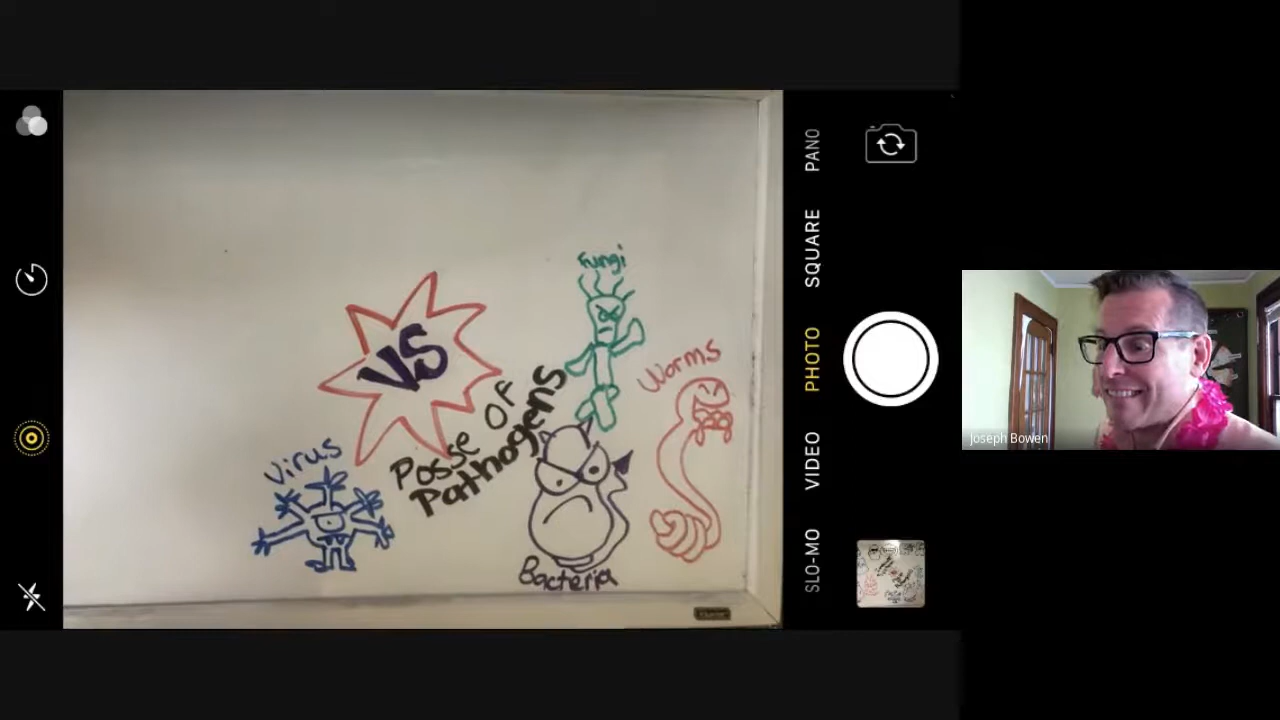 Fungi
VS
Worms
Posse OF
Pathogens
Virus
Bacteria
PANO
SQUARE
PHOTO
VIDEO
SLO-MO
Joseph Bowen